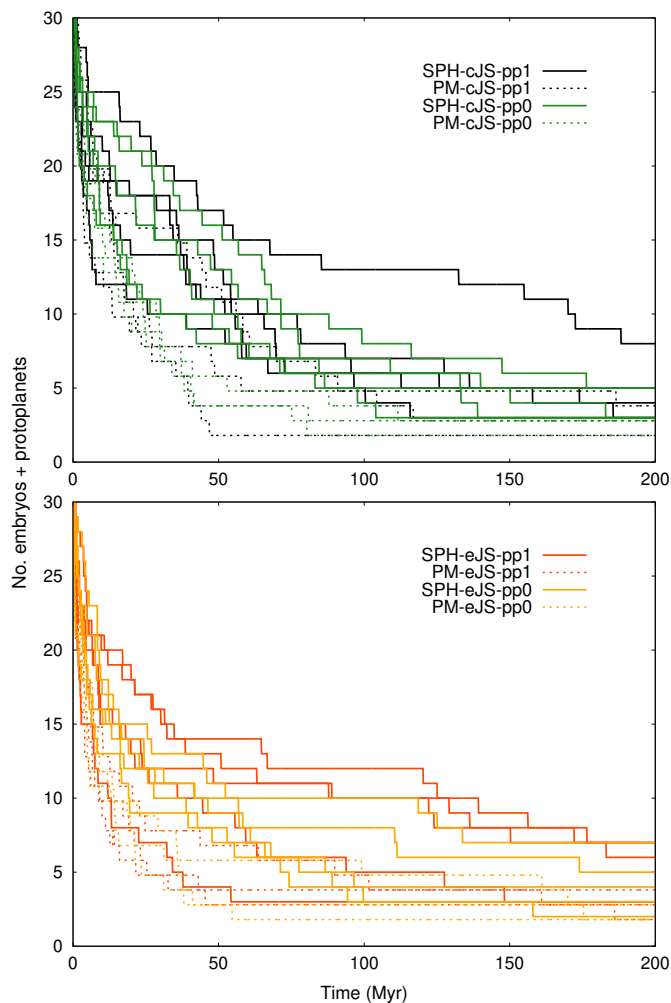 30
25
20
15
10
5
0
SPH-cJS-pp1
PM-cJS-pp1
SPH-cJS-pp0
PM-cJS-pp0
0 50 100 150 200
No. embryos + protoplanets
30
25
20
15
10
5
0
SPH-eJS-pp1
PM-eJS-pp1
SPH-eJS-pp0
PM-eJS-pp0
0 50 100 150 200
Time (Myr)